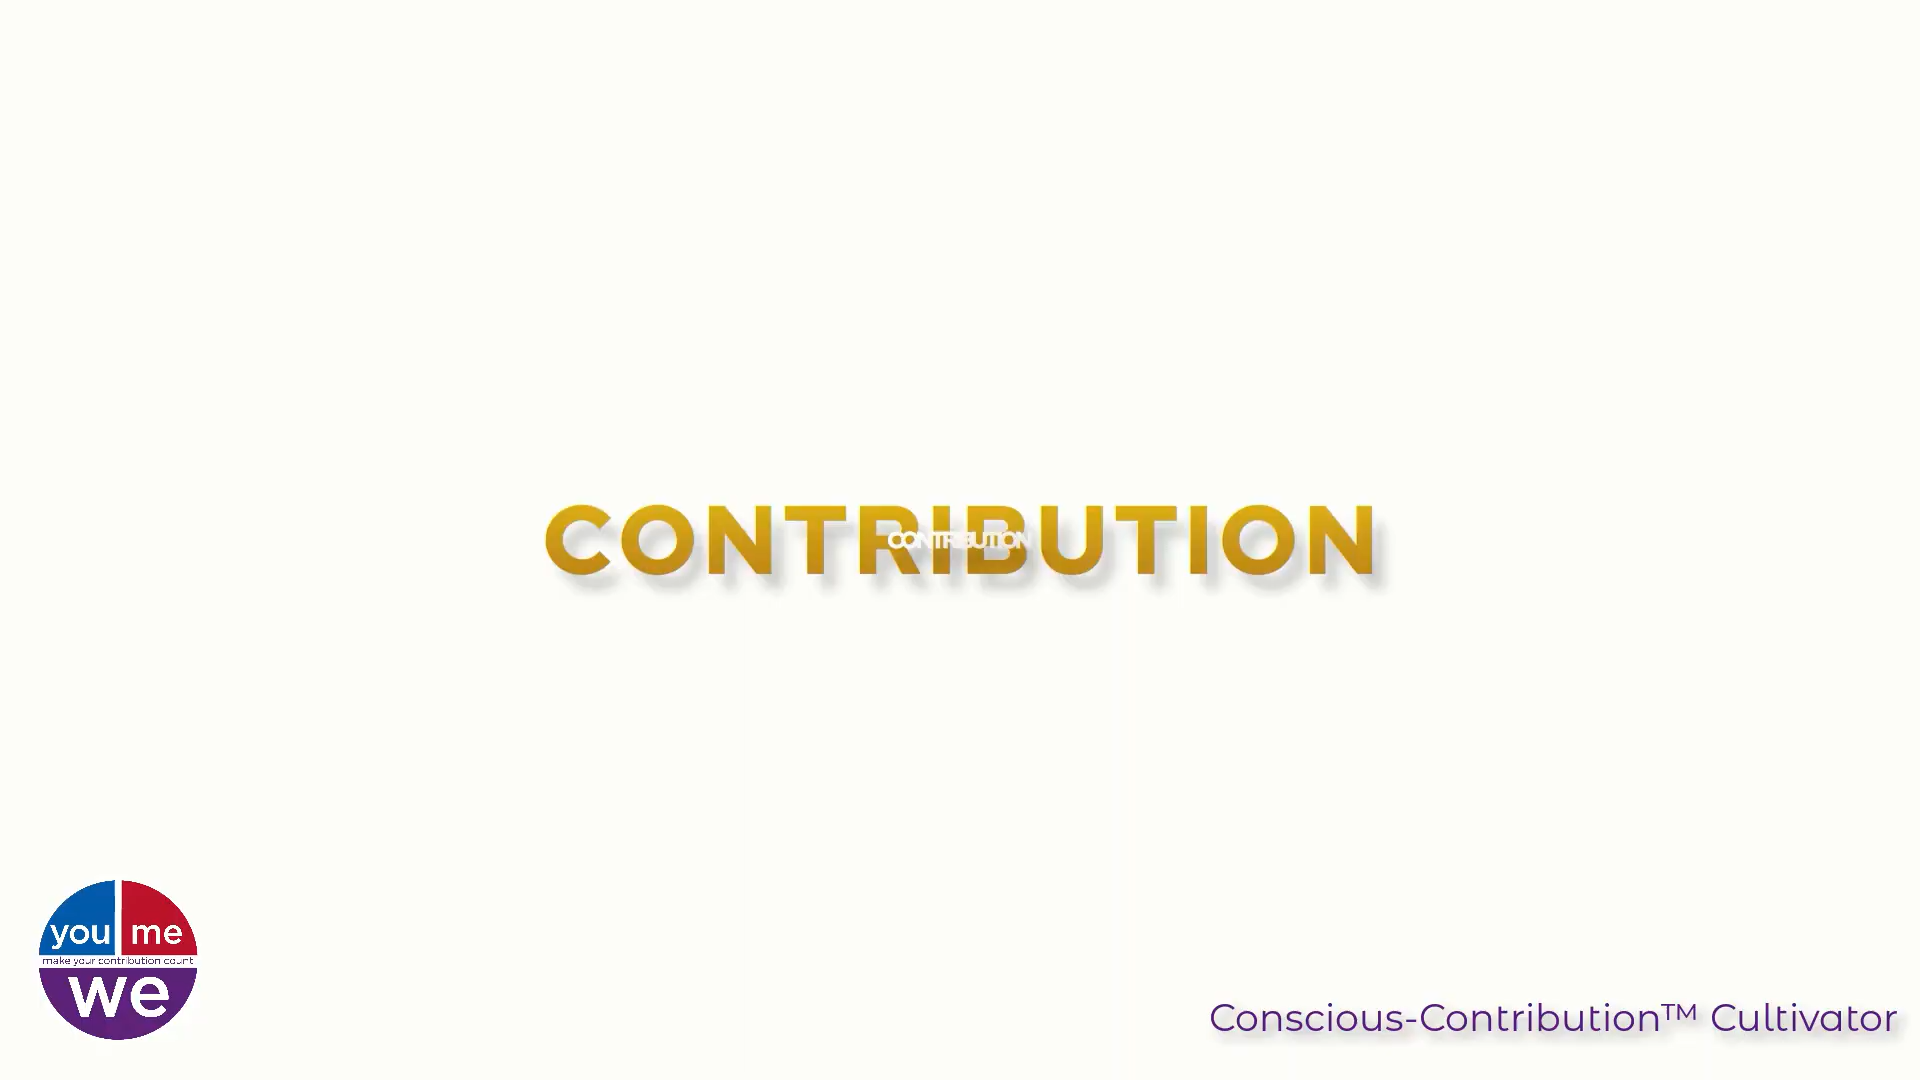 CONTRIBUTION
CONTRIBUTION
you me
make your contribution count
we
Conscious-Contribution™ Cultivator